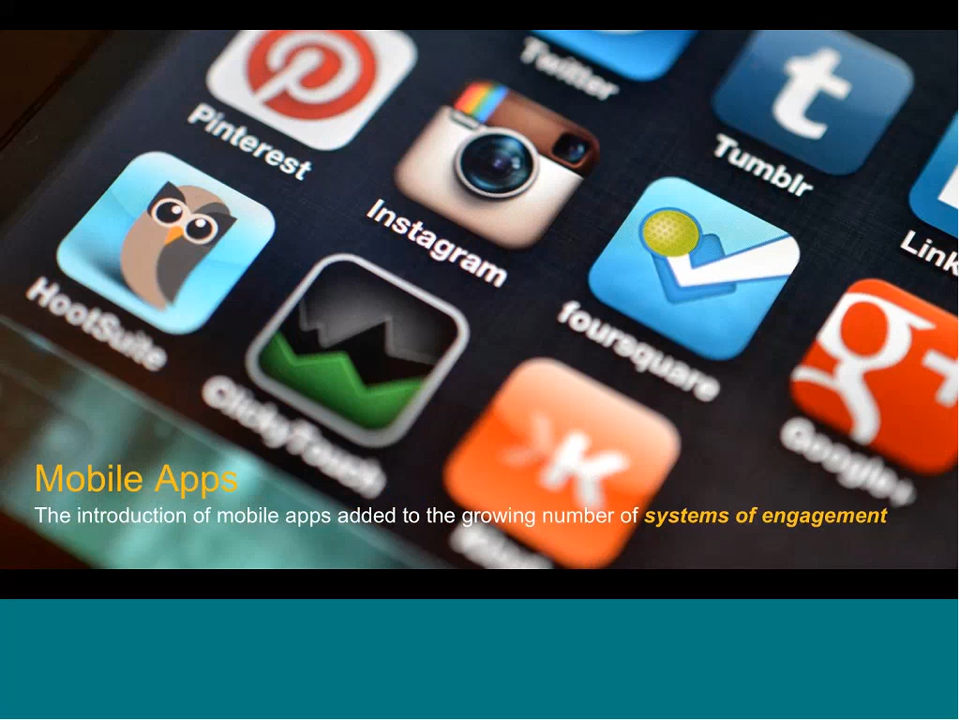 Twitter
Pinterest
Tumblr
Instagram
Link
HootSuite
foursquare
ClickyTouch
Google+
Mobile Apps
The introduction of mobile apps added to the growing number of systems of engagement